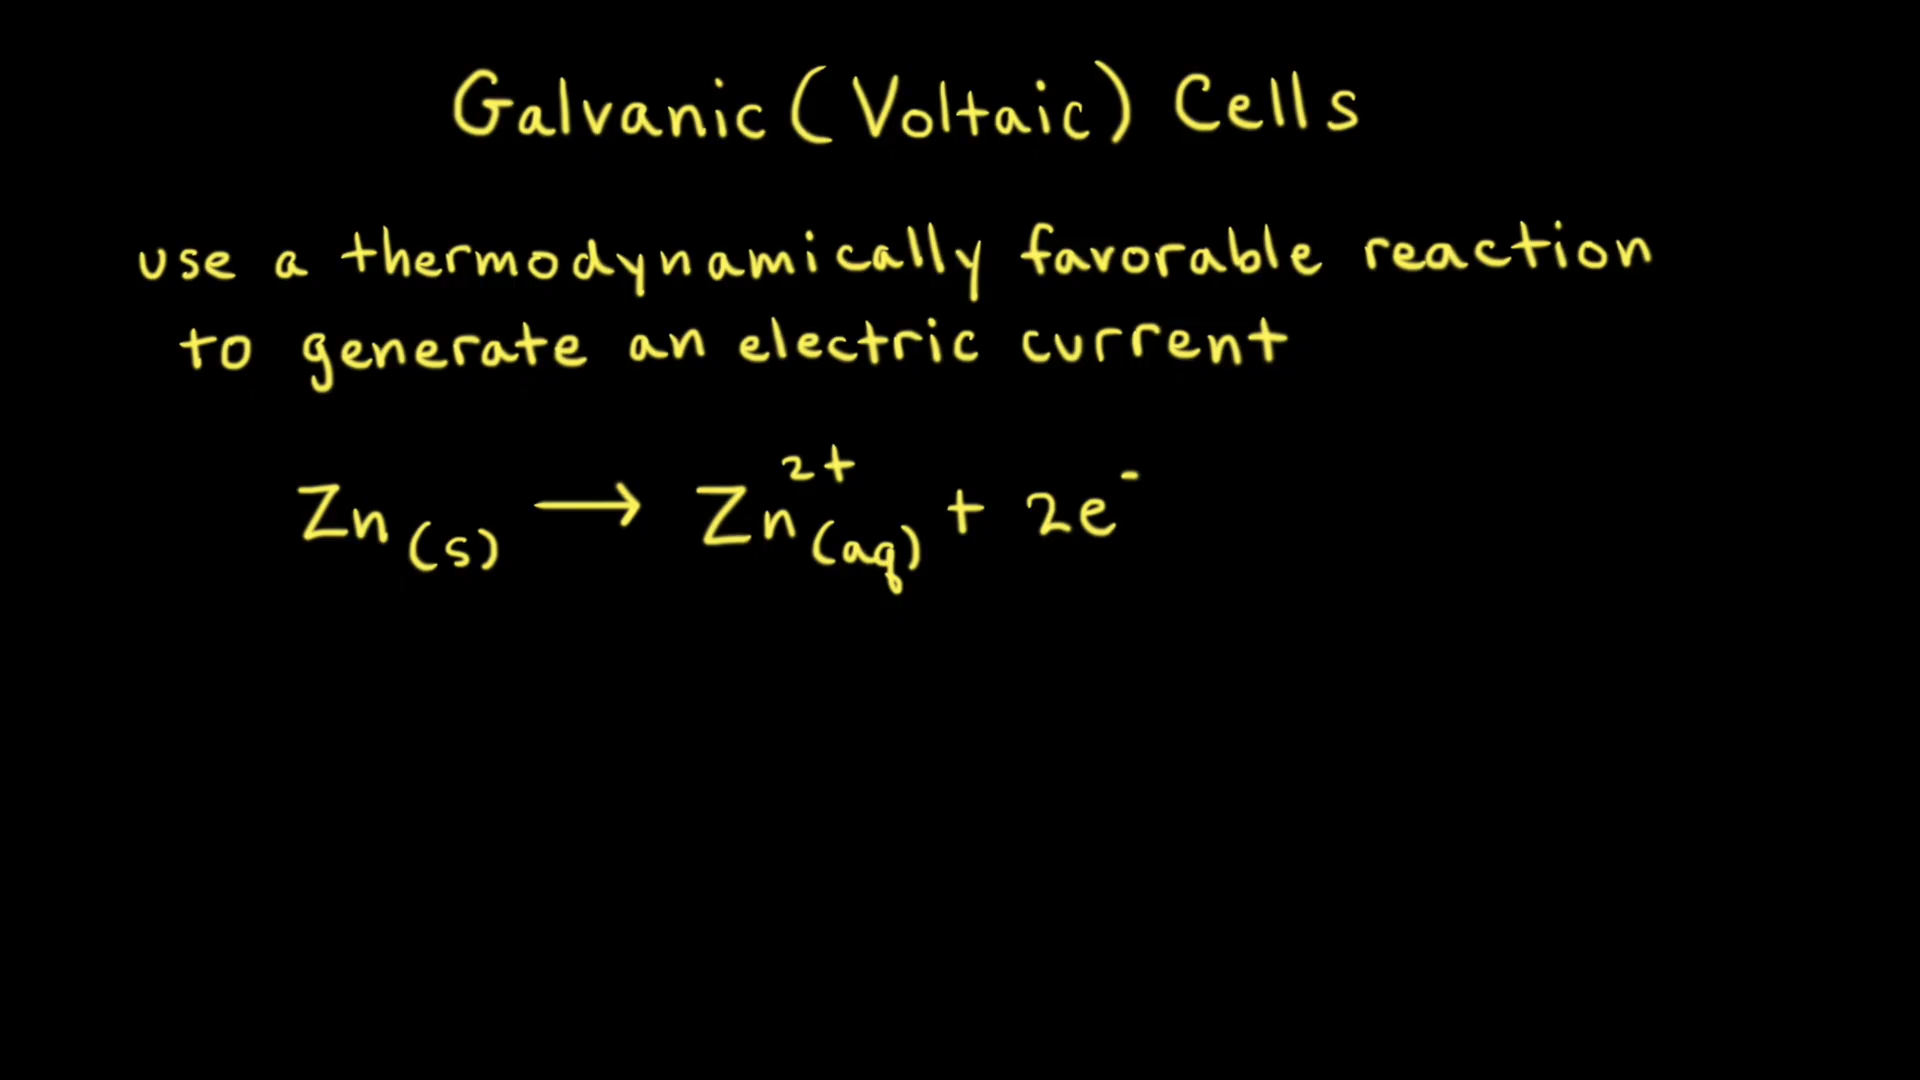 Galvanic (Voltaic) Cells
use a thermodynamically favorable reaction
to generate an electric current
Zn(s) → Zn²⁺(aq) + 2e⁻